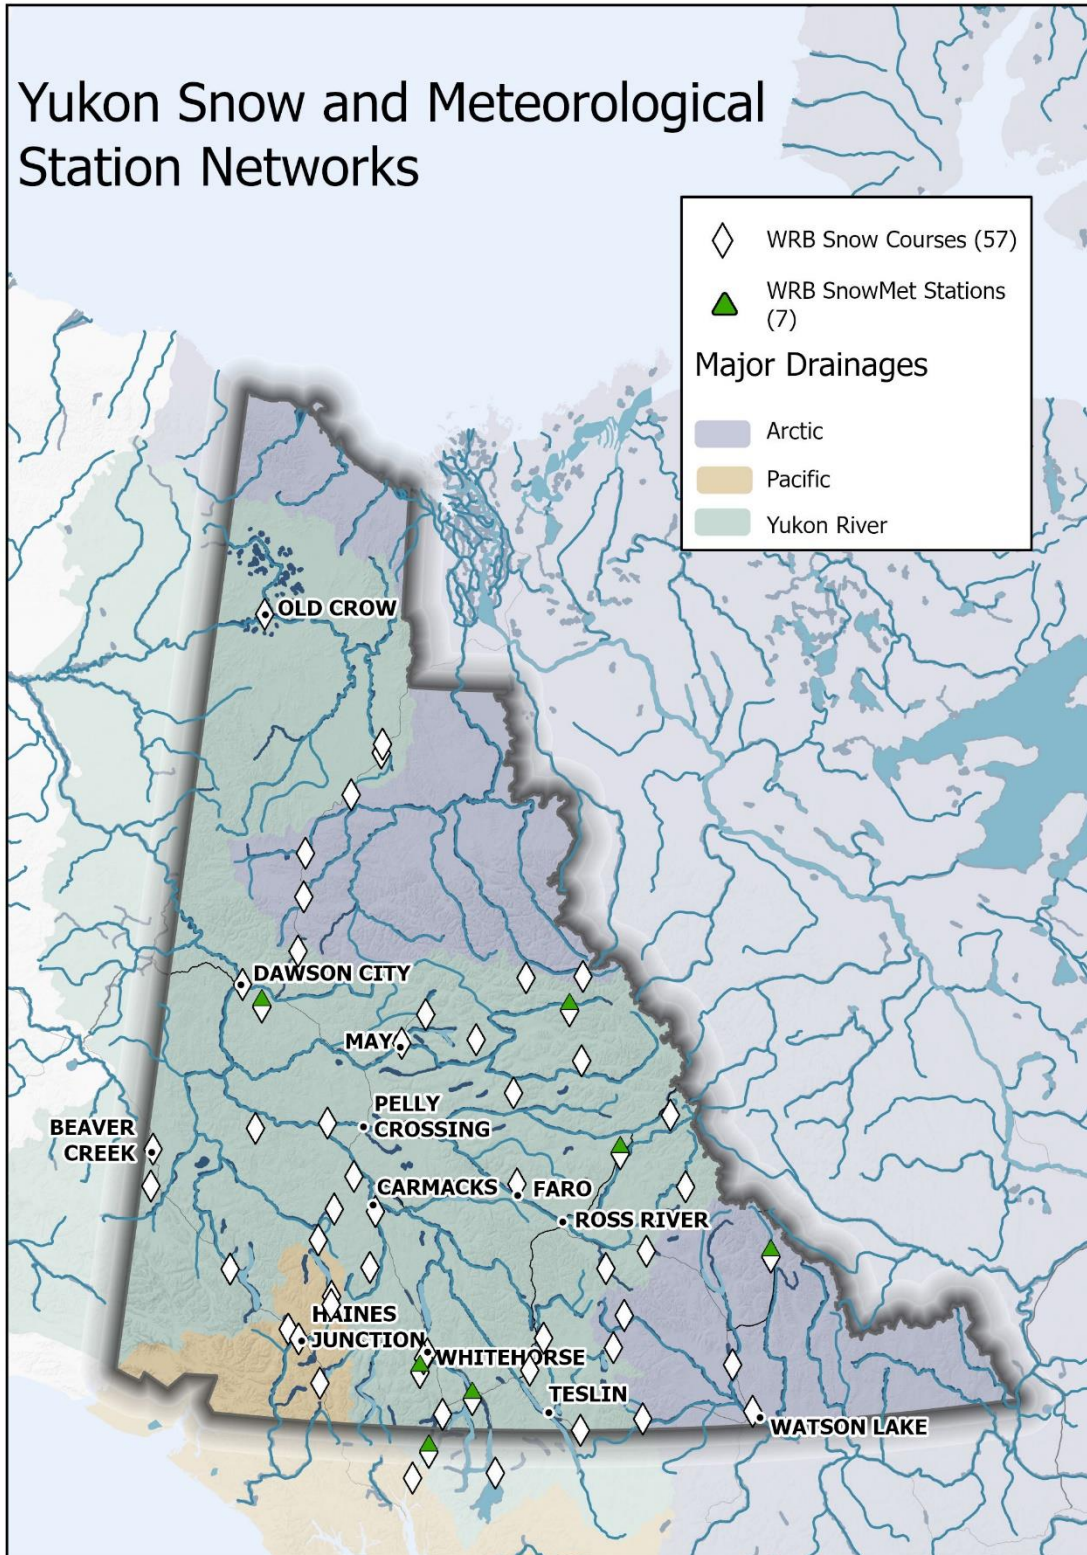 Yukon Snow and Meteorological
Station Networks
WRB Snow Courses (57)
WRB SnowMet Stations
(7)
Major Drainages
Arctic
Pacific
Yukon River
OLD CROW
DAWSON CITY
MAY
PELLY
CROSSING
BEAVER
CREEK
CARMACKS
FARO
ROSS RIVER
HAINES
JUNCTION
WHITEHORSE
TESLIN
WATSON LAKE